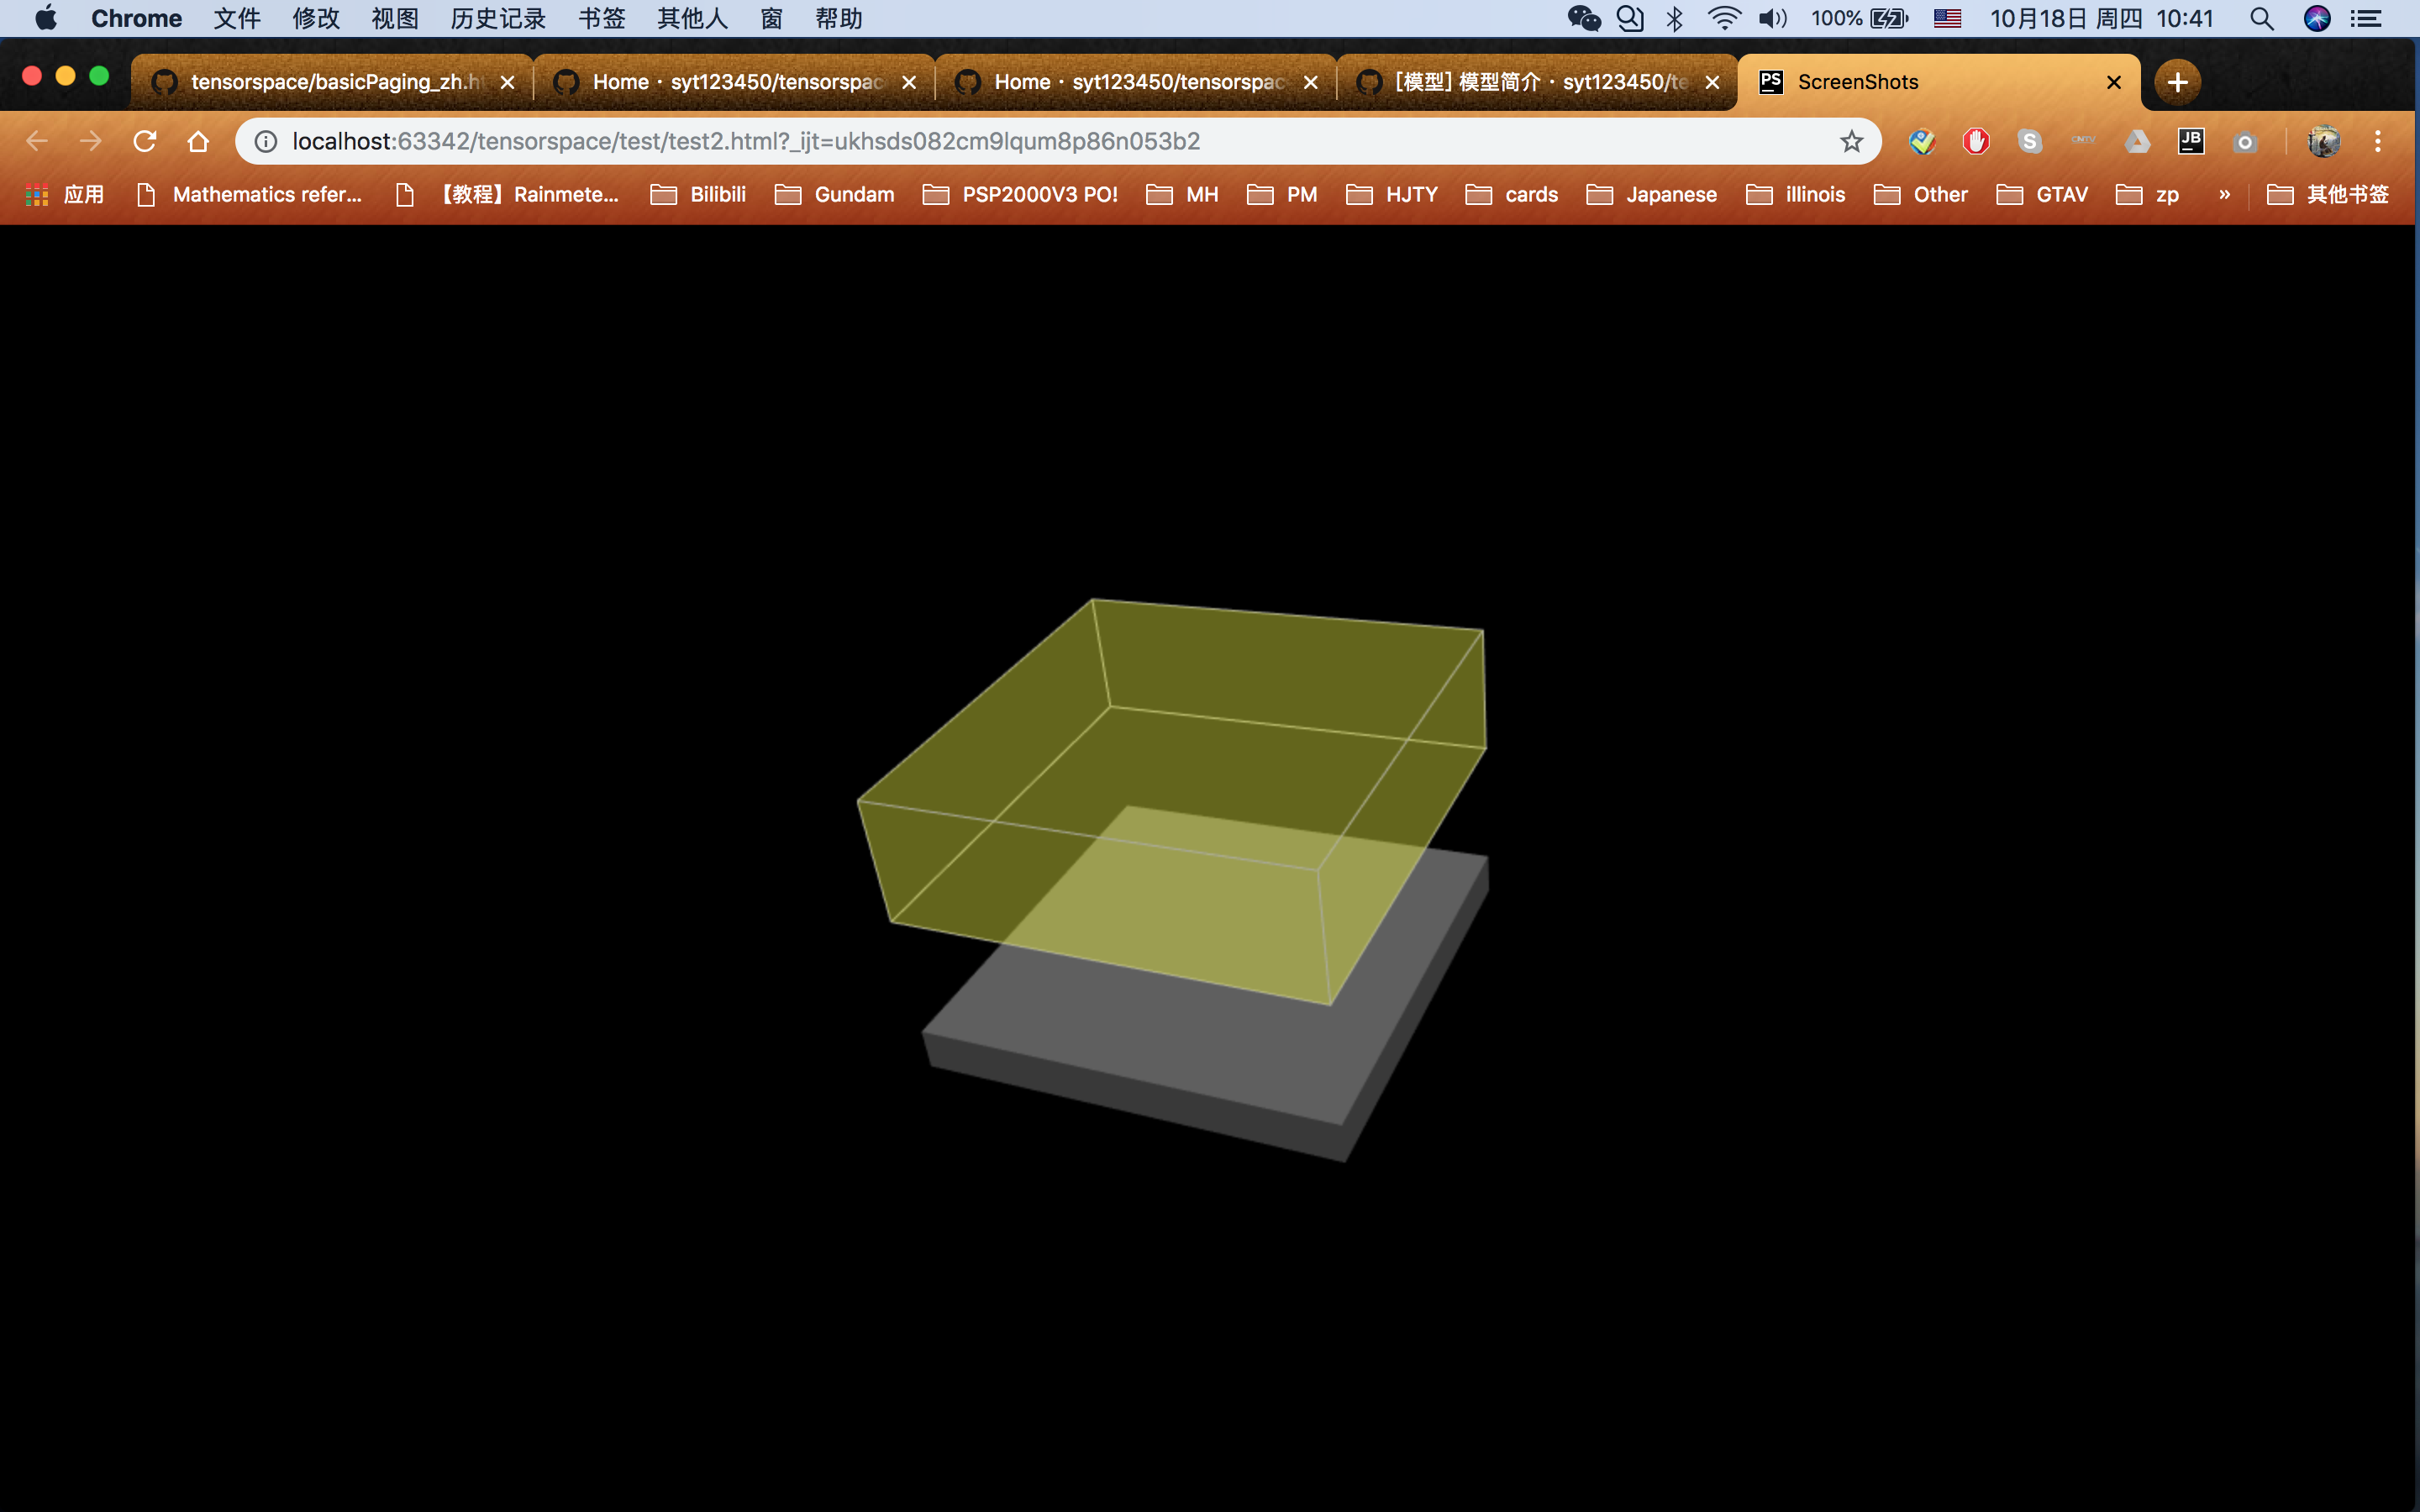 Chrome 文件 修改 视图 历史记录 书签 其他人 窗 帮助 100% 10月18日 周四 10:41
tensorspace/basicPaging_zh.h Home · syt123450/tensorspac Home · syt123450/tensorspac [模型] 模型简介 · syt123450/te PS ScreenShots
localhost:63342/tensorspace/test/test2.html?_ijt=ukhsds082cm9lqum8p86n053b2 S CNTV JB
应用 Mathematics refer... 【教程】Rainmete... Bilibili Gundam PSP2000V3 PO! MH PM HJTY cards Japanese illinois Other GTAV zp » 其他书签